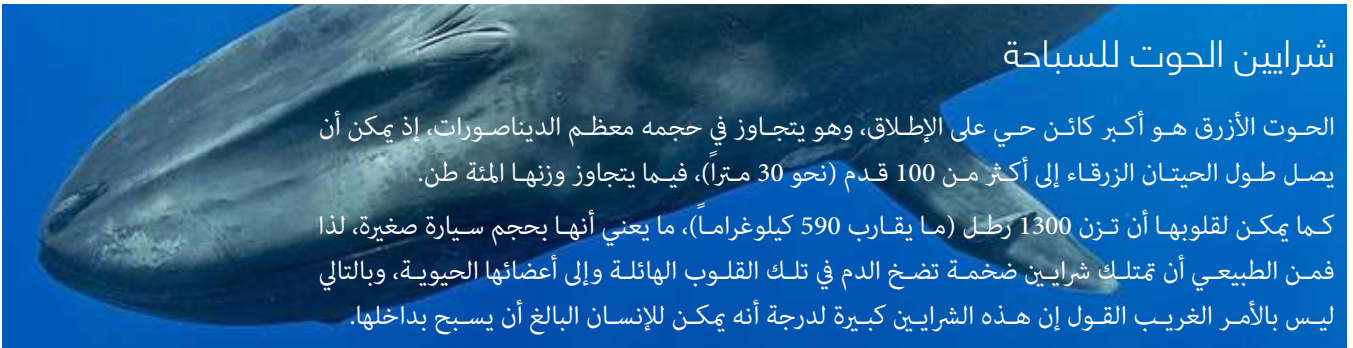 شرايين الحوت للسباحة
الحوت الأزرق هو أكبر كائن حي على الإطلاق، وهو يتجاوز في حجمه معظم الديناصورات، إذ يمكن أن
يصل طول الحيتان الزرقاء إلى أكثر من 100 قدم (نحو 30 متراً)، فيما يتجاوز وزنها المئة طن.
كما يمكن لقلوبها أن تزن 1300 رطل (ما يقارب 590 كيلوغراماً)، ما يعني أنها بحجم سيارة صغيرة، لذا
فمن الطبيعي أن تمتلك شرايين ضخمة تضخ الدم في تلك القلوب الهائلة وإلى أعضائها الحيوية، وبالتالي
ليس بالأمر الغريب القول إن هذه الشرايين كبيرة لدرجة أنه يمكن للإنسان البالغ أن يسبح بداخلها.